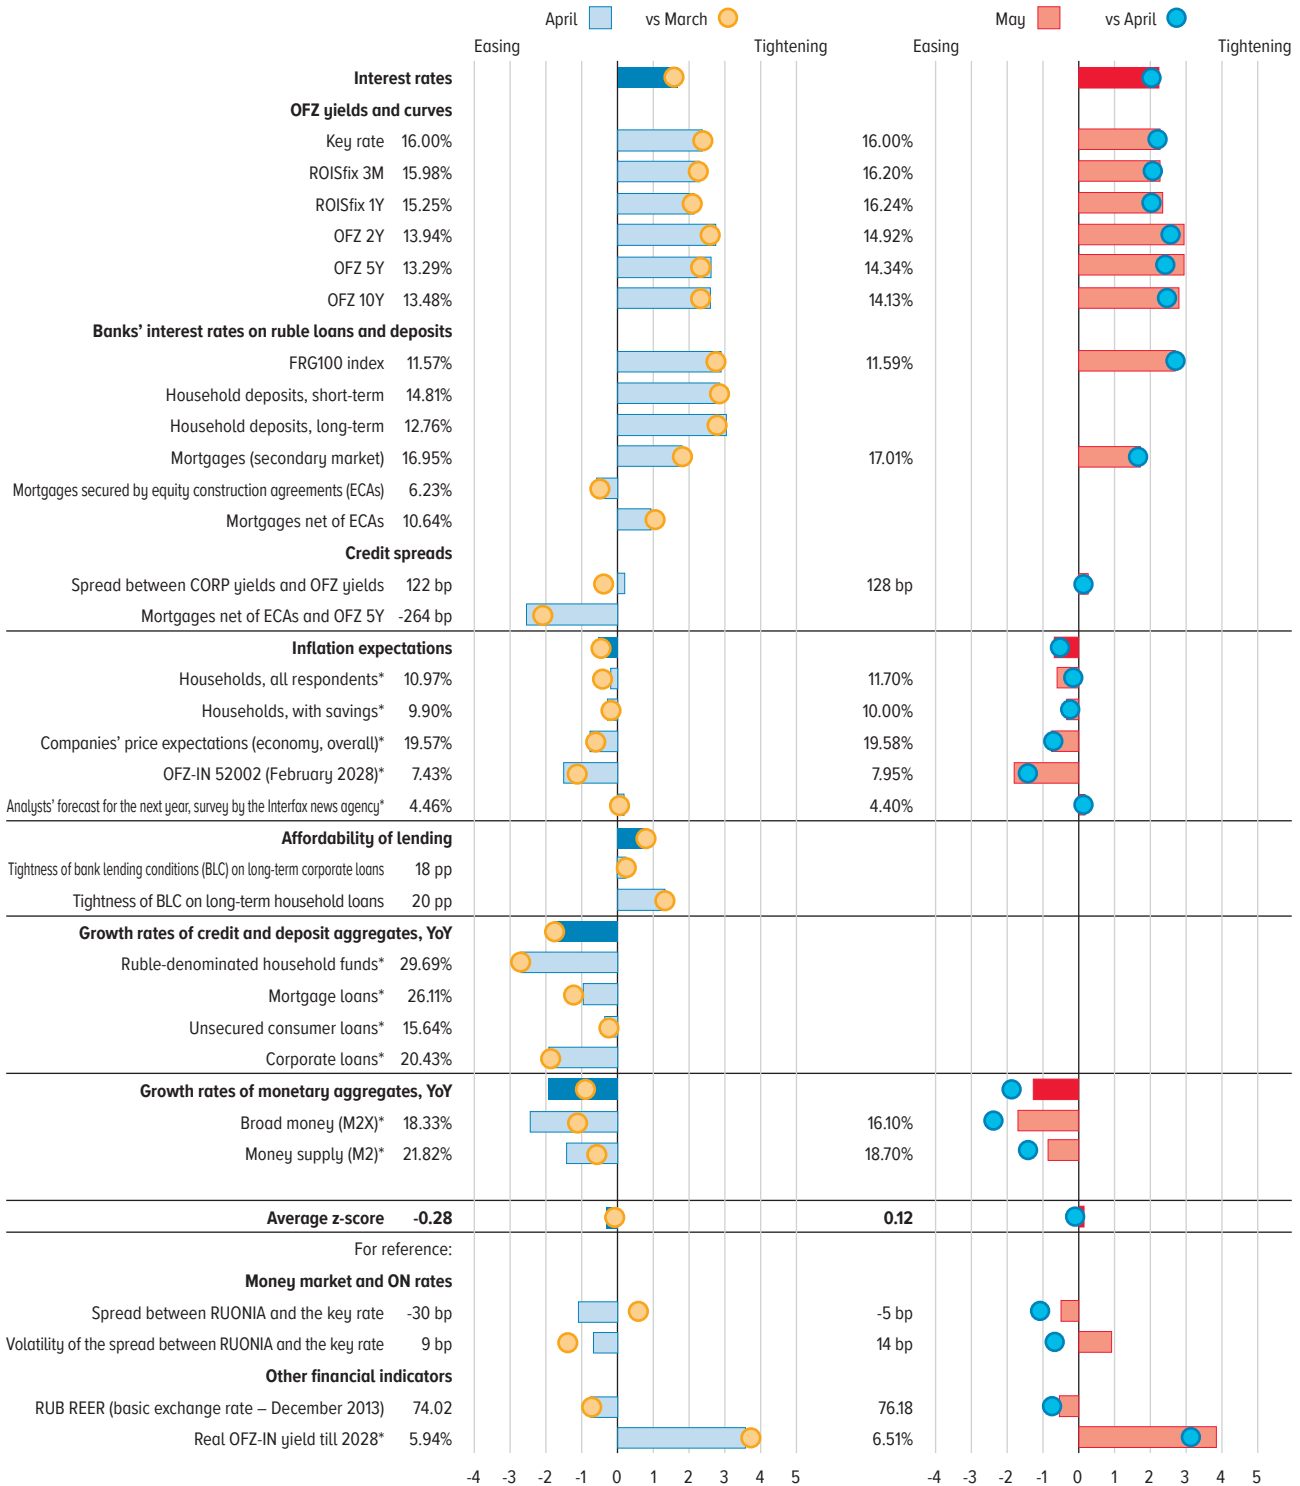 April vs March May vs April
Easing Tightening Easing Tightening
Interest rates
OFZ yields and curves
Key rate 16.00% 16.00%
ROISfix 3M 15.98% 16.20%
ROISfix 1Y 15.25% 16.24%
OFZ 2Y 13.94% 14.92%
OFZ 5Y 13.29% 14.34%
OFZ 10Y 13.48% 14.13%
Banks’ interest rates on ruble loans and deposits
FRG100 index 11.57% 11.59%
Household deposits, short-term 14.81%
Household deposits, long-term 12.76%
Mortgages (secondary market) 16.95% 17.01%
Mortgages secured by equity construction agreements (ECAs) 6.23%
Mortgages net of ECAs 10.64%
Credit spreads
Spread between CORP yields and OFZ yields 122 bp 128 bp
Mortgages net of ECAs and OFZ 5Y -264 bp
Inflation expectations
Households, all respondents* 10.97% 11.70%
Households, with savings* 9.90% 10.00%
Companies’ price expectations (economy, overall)* 19.57% 19.58%
OFZ-IN 52002 (February 2028)* 7.43% 7.95%
Analysts’ forecast for the next year, survey by the Interfax news agency* 4.46% 4.40%
Affordability of lending
Tightness of bank lending conditions (BLC) on long-term corporate loans 18 pp
Tightness of BLC on long-term household loans 20 pp
Growth rates of credit and deposit aggregates, YoY
Ruble-denominated household funds* 29.69%
Mortgage loans* 26.11%
Unsecured consumer loans* 15.64%
Corporate loans* 20.43%
Growth rates of monetary aggregates, YoY
Broad money (M2X)* 18.33% 16.10%
Money supply (M2)* 21.82% 18.70%
Average z-score -0.28 0.12
For reference:
Money market and ON rates
Spread between RUONIA and the key rate -30 bp -5 bp
Volatility of the spread between RUONIA and the key rate 9 bp 14 bp
Other financial indicators
RUB REER (basic exchange rate – December 2013) 74.02 76.18
Real OFZ-IN yield till 2028* 5.94% 6.51%
-4 -3 -2 -1 0 1 2 3 4 5 -4 -3 -2 -1 0 1 2 3 4 5